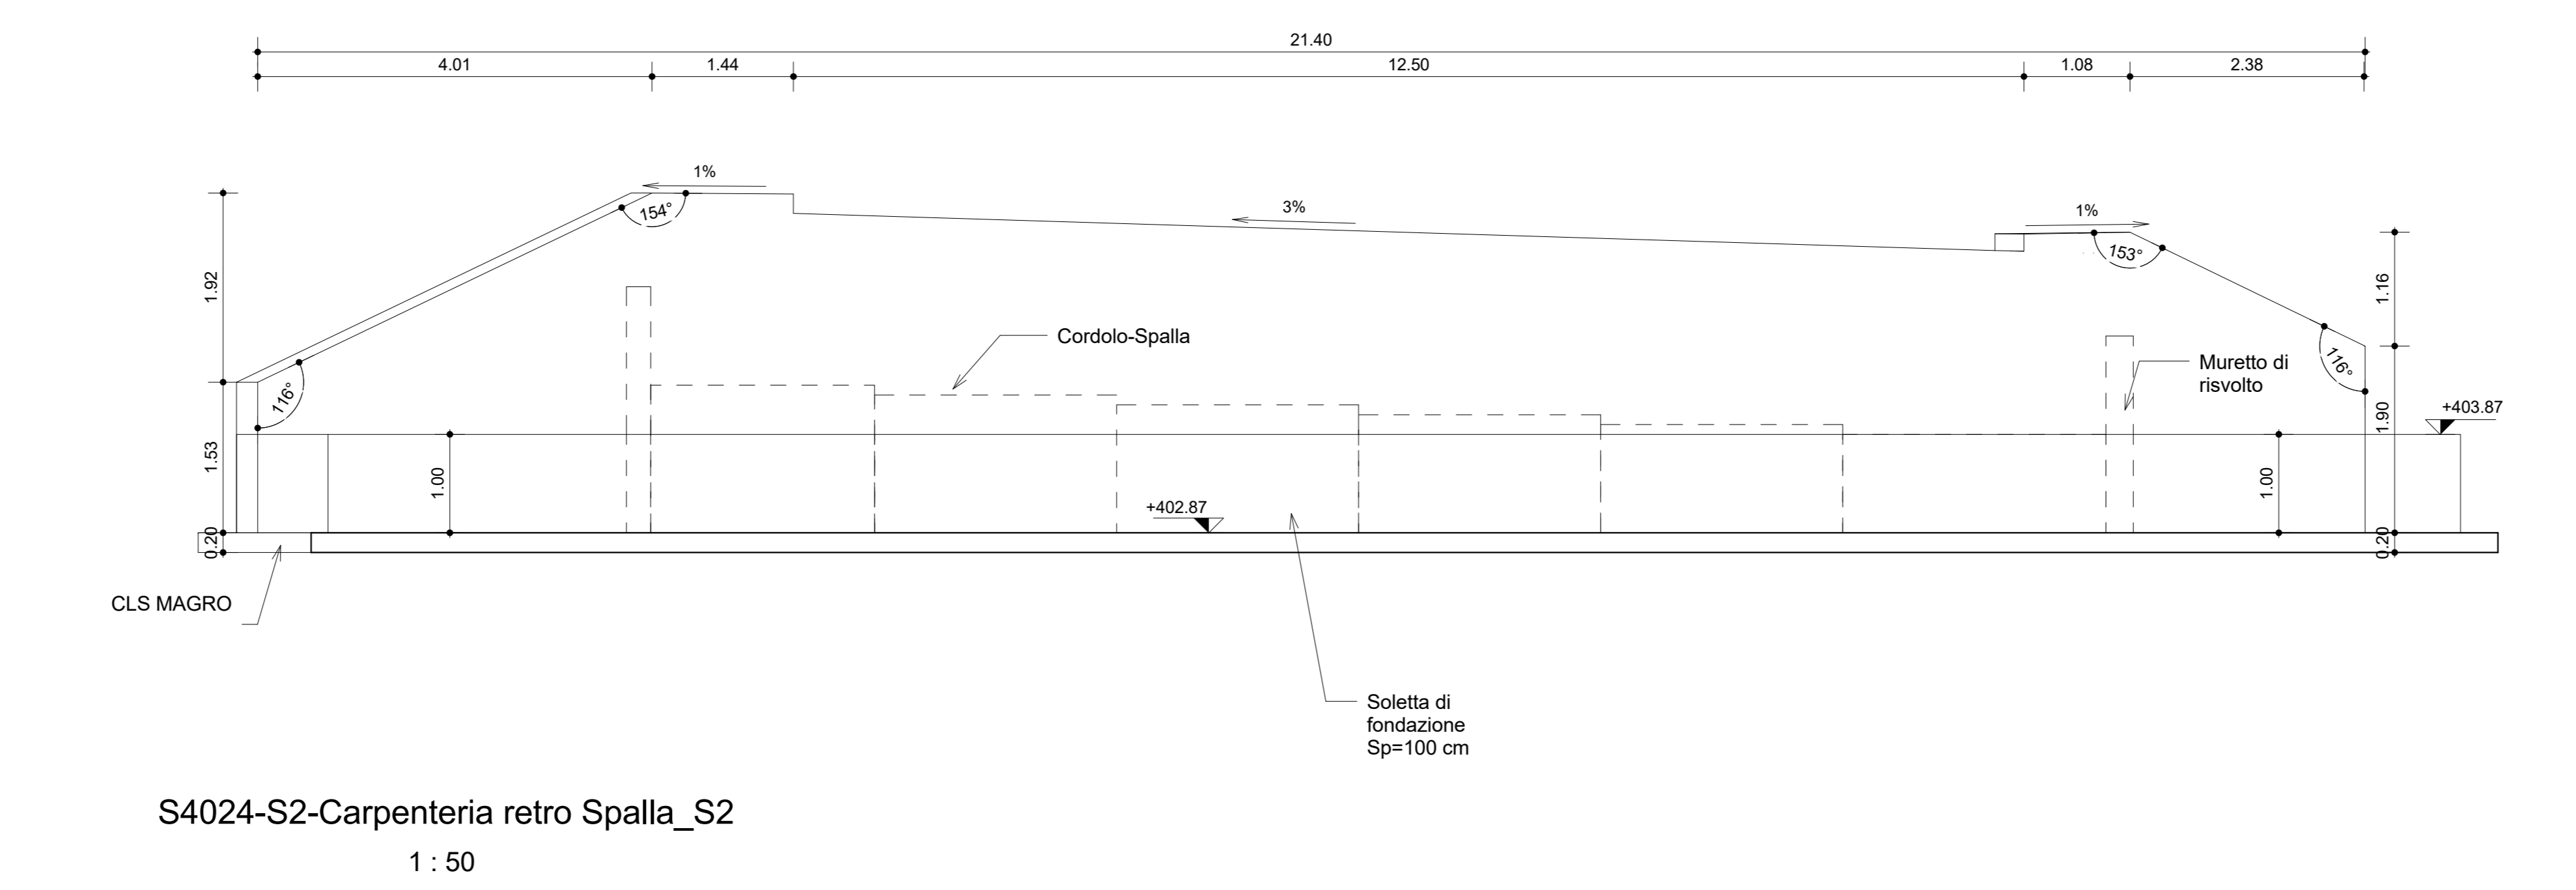 21.40
4.01 1.44 12.50 1.08 2.38
1%
154°
3%
1%
153°
1.92
1.16
Cordolo-Spalla
Muretto di
risvolto
116°
116°
1.90
+403.87
1.53
1.00
1.00
+402.87
0.20
0.20
CLS MAGRO
Soletta di
fondazione
Sp=100 cm
S4024-S2-Carpenteria retro Spalla_S2
1 : 50